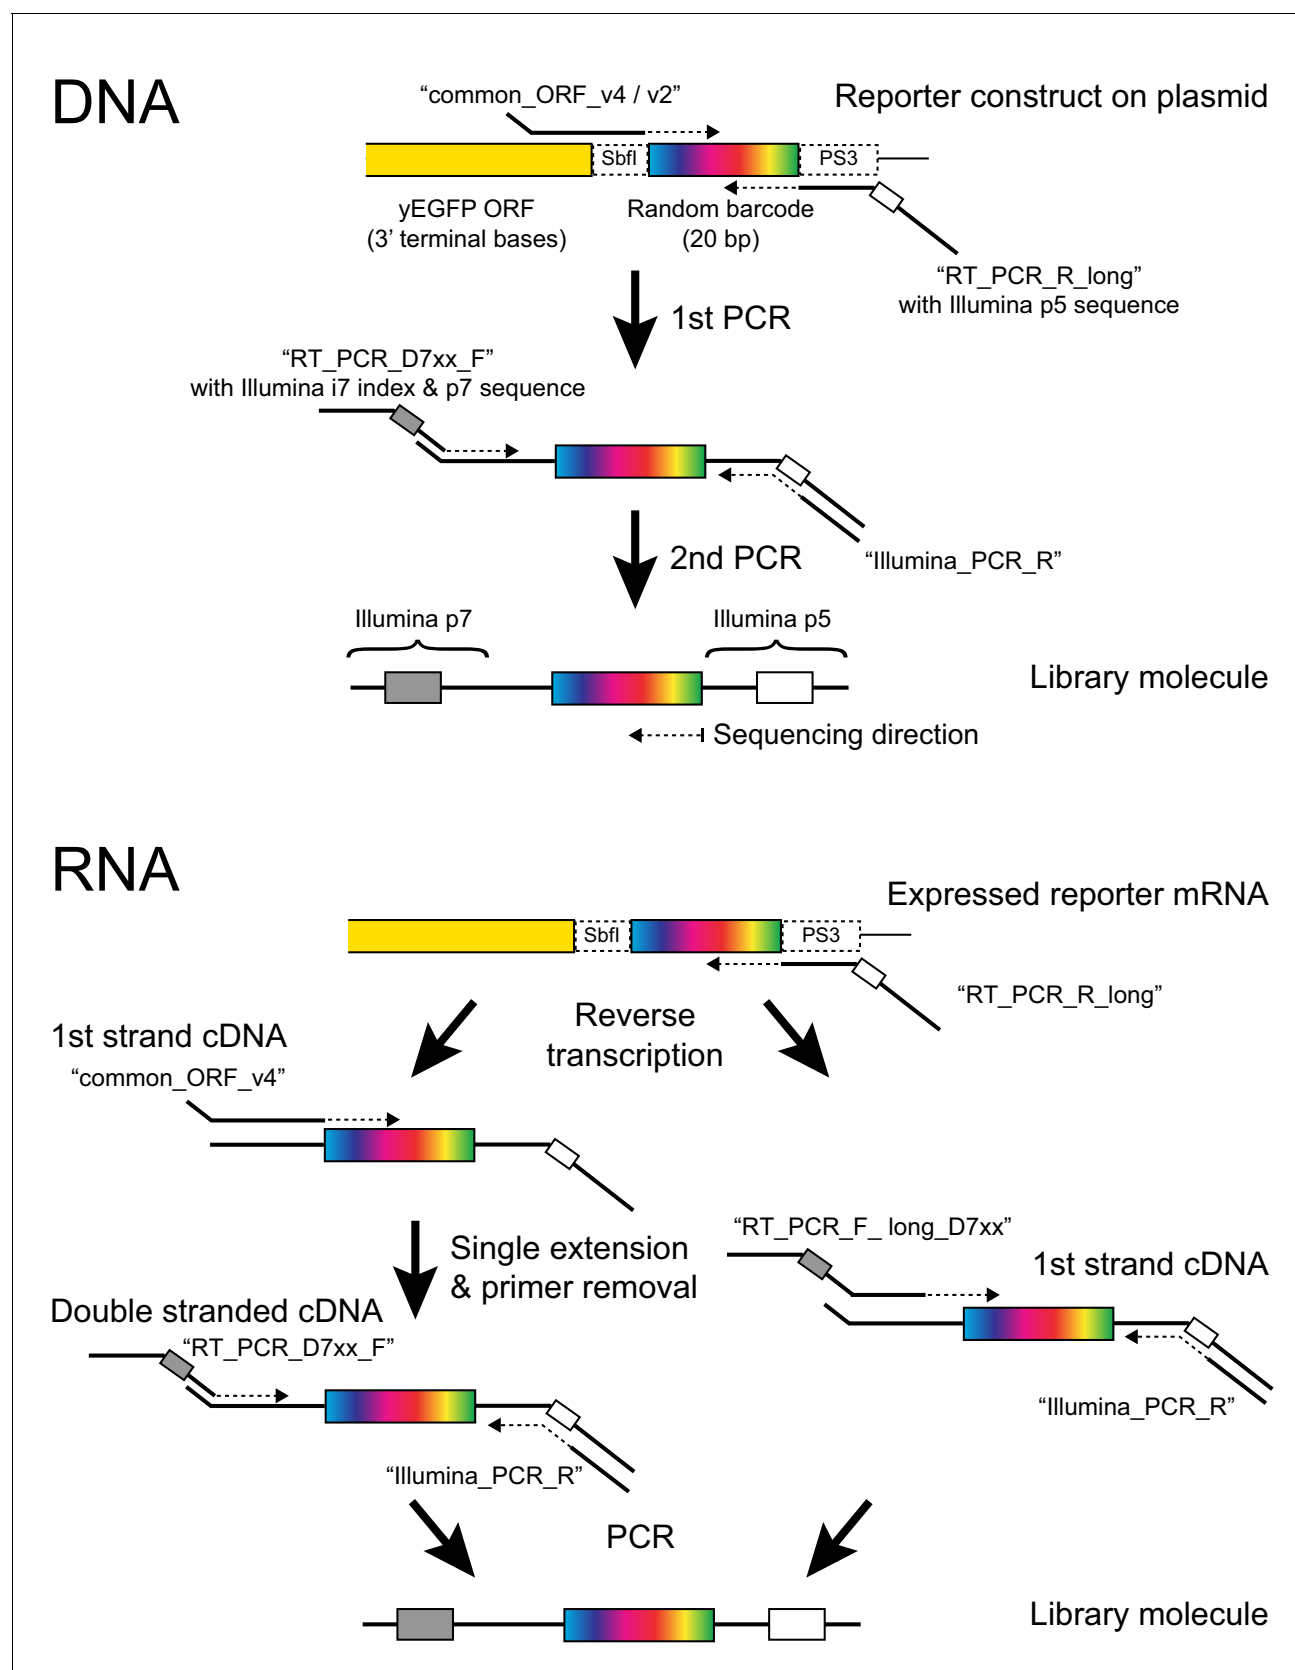 DNA
“common_ORF_v4 / v2”
Reporter construct on plasmid
SbfI
PS3
yEGFP ORF
(3’ terminal bases)
Random barcode
(20 bp)
“RT_PCR_R_long”
with Illumina p5 sequence
1st PCR
“RT_PCR_D7xx_F”
with Illumina i7 index & p7 sequence
“Illumina_PCR_R”
2nd PCR
Illumina p7
Illumina p5
Library molecule
Sequencing direction
RNA
Expressed reporter mRNA
SbfI
PS3
“RT_PCR_R_long”
Reverse
transcription
1st strand cDNA
“common_ORF_v4”
Single extension
& primer removal
“RT_PCR_F_ long_D7xx”
1st strand cDNA
Double stranded cDNA
“RT_PCR_D7xx_F”
“Illumina_PCR_R”
“Illumina_PCR_R”
PCR
Library molecule